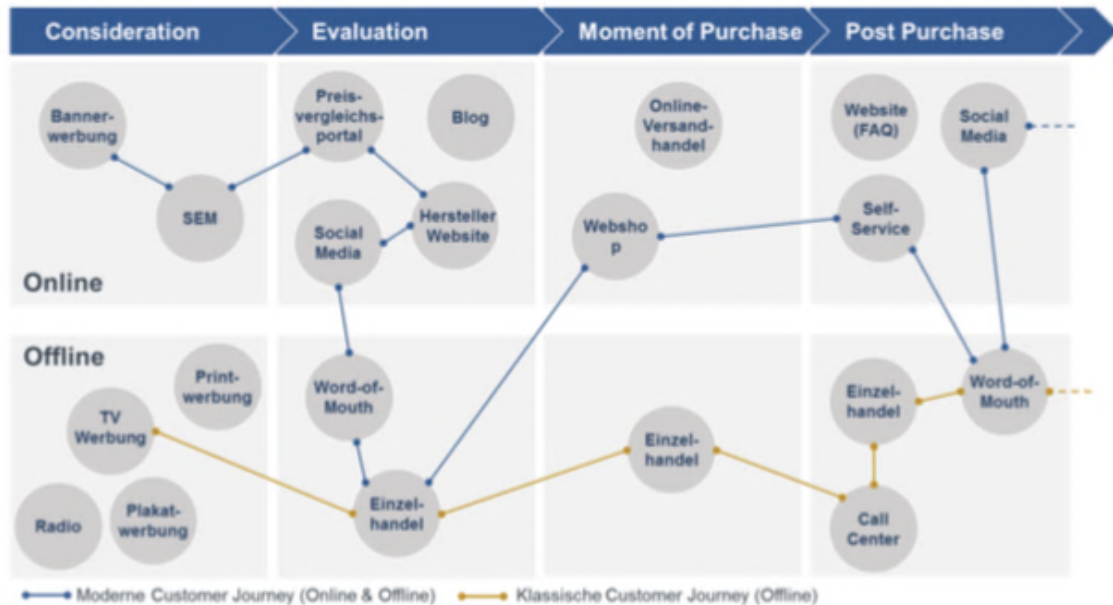 Consideration
Evaluation
Moment of Purchase
Post Purchase
Banner-
werbung
SEM
Preis-
vergleichs-
portal
Blog
Social
Media
Hersteller
Website
Online-
Versand-
handel
Websho
p
Website
(FAQ)
Social
Media
Self-
Service
Online
Offline
Print-
werbung
TV
Werbung
Radio
Plakat-
werbung
Word-of-
Mouth
Einzel-
handel
Einzel-
handel
Einzel-
handel
Word-of-
Mouth
Call
Center
Moderne Customer Journey (Online & Offline)
Klassische Customer Journey (Offline)